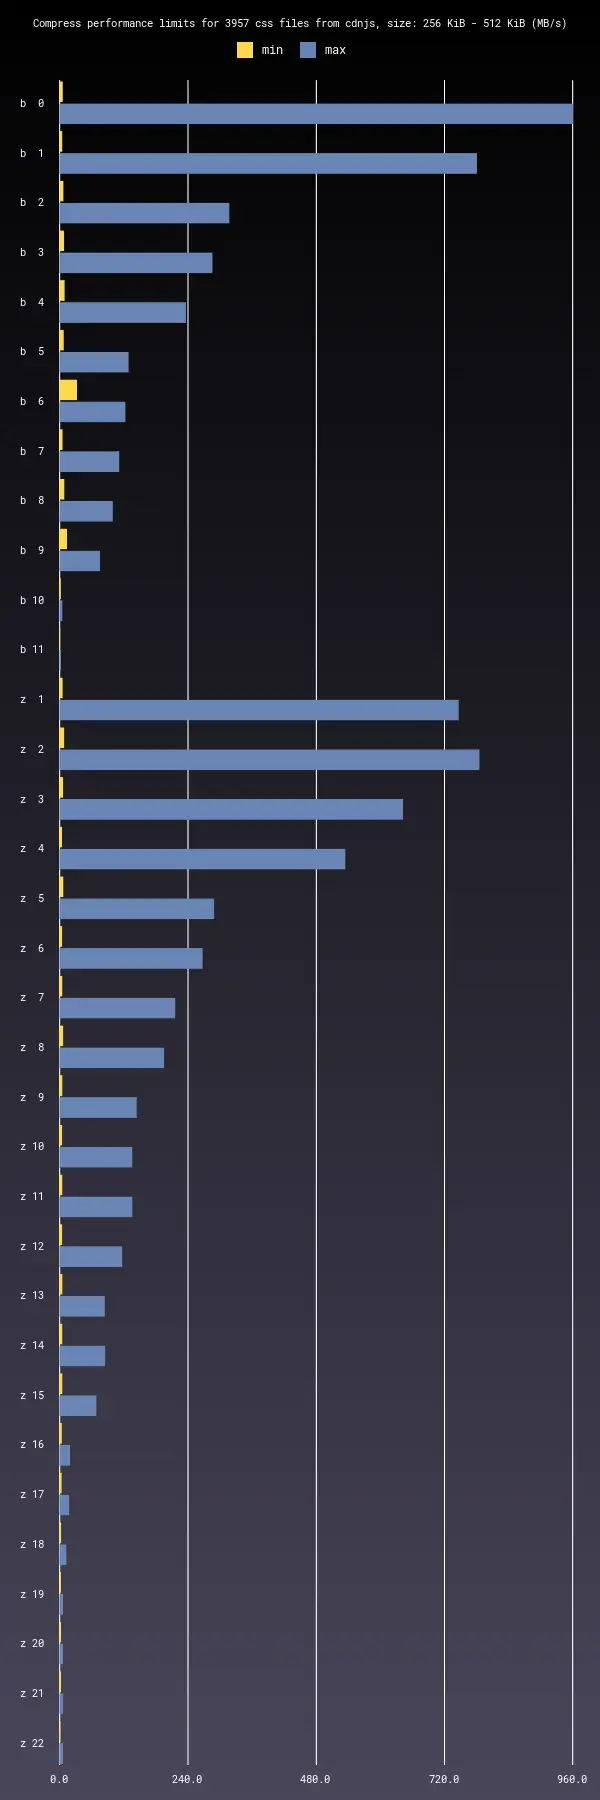 Compress performance limits for 3957 css files from cdnjs, size: 256 KiB - 512 KiB (MB/s)
min max
b 0
b 1
b 2
b 3
b 4
b 5
b 6
b 7
b 8
b 9
b 10
b 11
z 1
z 2
z 3
z 4
z 5
z 6
z 7
z 8
z 9
z 10
z 11
z 12
z 13
z 14
z 15
z 16
z 17
z 18
z 19
z 20
z 21
z 22
0.0 240.0 480.0 720.0 960.0